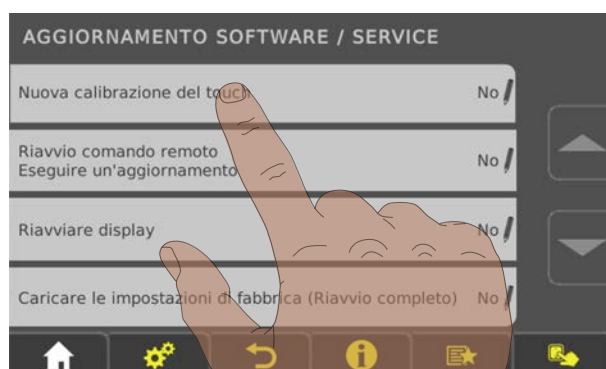 AGGIORNAMENTO SOFTWARE / SERVICE
Nuova calibrazione del touch No
Riavvio comando remoto
Eseguire un'aggiornamento No
Riavviare display No
Caricare le impostazioni di fabbrica (Riavvio completo) No